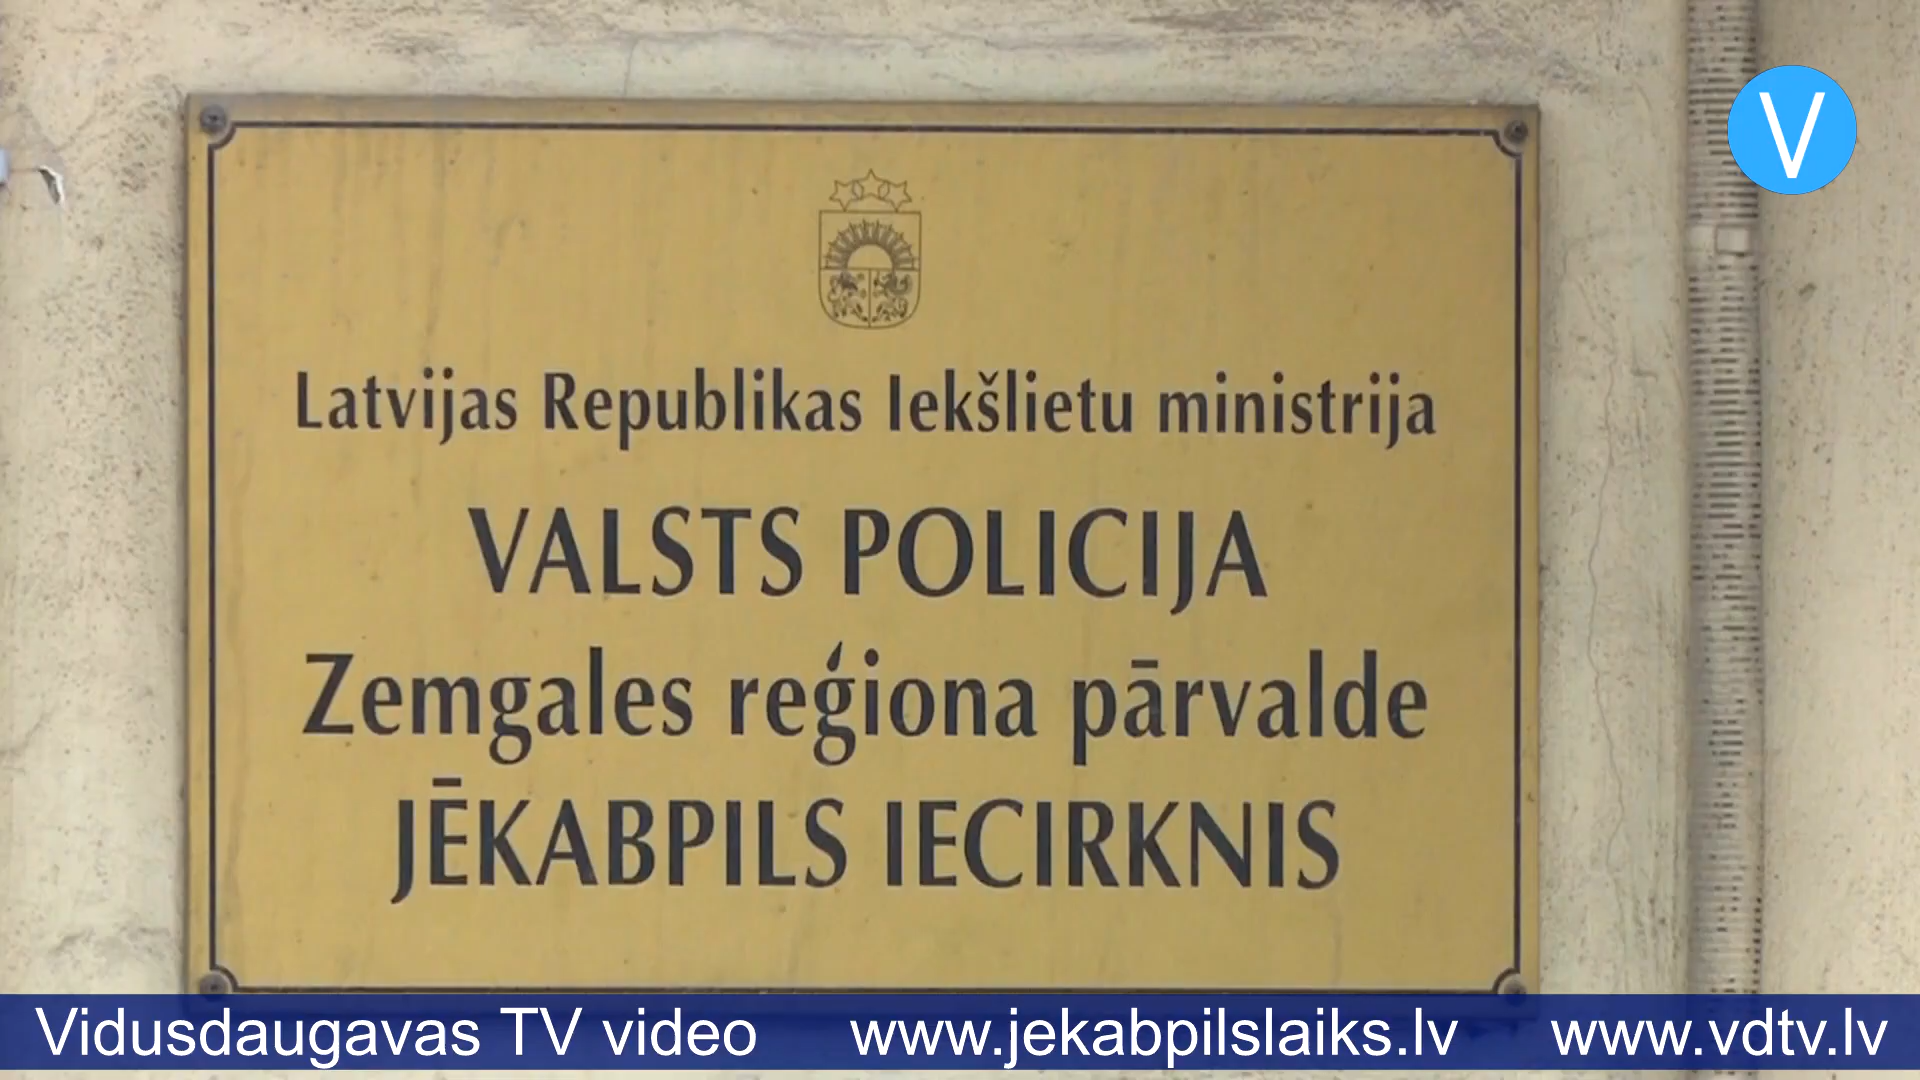 V
Latvijas Republikas Iekšlietu ministrija
VALSTS POLICIJA
Zemgales reģiona pārvalde
JĒKABPILS IECIRKNIS
Vidusdaugavas TV video www.jekabpilslaiks.lv www.vdtv.lv